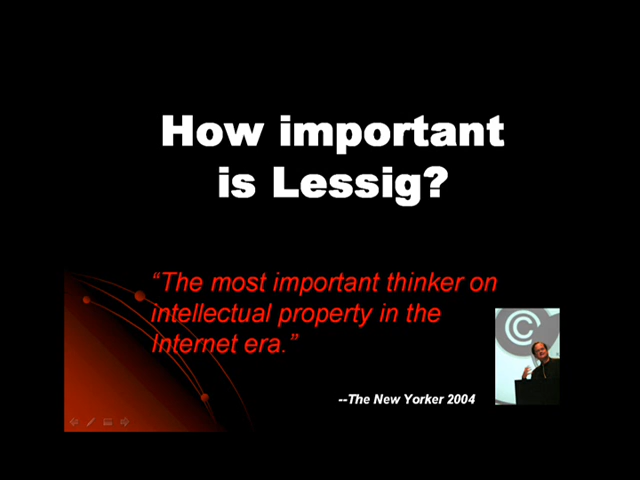 How important
is Lessig?
“The most important thinker on
intellectual property in the
Internet era.”
--The New Yorker 2004